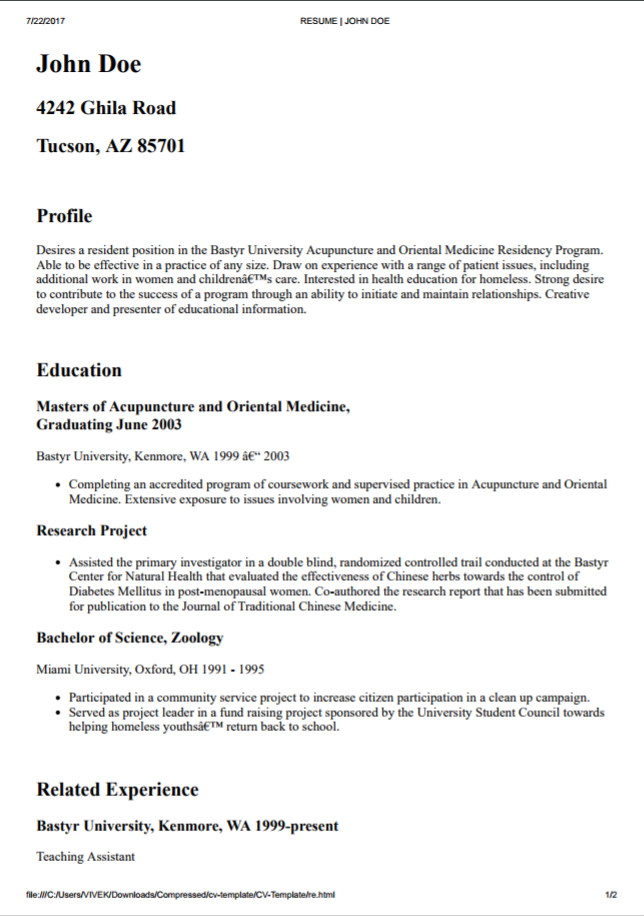 7/22/2017 RESUME | JOHN DOE
John Doe
4242 Ghila Road
Tucson, AZ 85701
Profile
Desires a resident position in the Bastyr University Acupuncture and Oriental Medicine Residency Program.
Able to be effective in a practice of any size. Draw on experience with a range of patient issues, including
additional work in women and childrenâ€™s care. Interested in health education for homeless. Strong desire
to contribute to the success of a program through an ability to initiate and maintain relationships. Creative
developer and presenter of educational information.
Education
Masters of Acupuncture and Oriental Medicine,
Graduating June 2003
Bastyr University, Kenmore, WA 1999 â€“ 2003
• Completing an accredited program of coursework and supervised practice in Acupuncture and Oriental
Medicine. Extensive exposure to issues involving women and children.
Research Project
• Assisted the primary investigator in a double blind, randomized controlled trail conducted at the Bastyr
Center for Natural Health that evaluated the effectiveness of Chinese herbs towards the control of
Diabetes Mellitus in post-menopausal women. Co-authored the research report that has been submitted
for publication to the Journal of Traditional Chinese Medicine.
Bachelor of Science, Zoology
Miami University, Oxford, OH 1991 - 1995
• Participated in a community service project to increase citizen participation in a clean up campaign.
• Served as project leader in a fund raising project sponsored by the University Student Council towards
helping homeless youthsâ€™ return back to school.
Related Experience
Bastyr University, Kenmore, WA 1999-present
Teaching Assistant
file:///C:/Users/VIVEK/Downloads/Compressed/cv-template/CV-Template/re.html 1/2